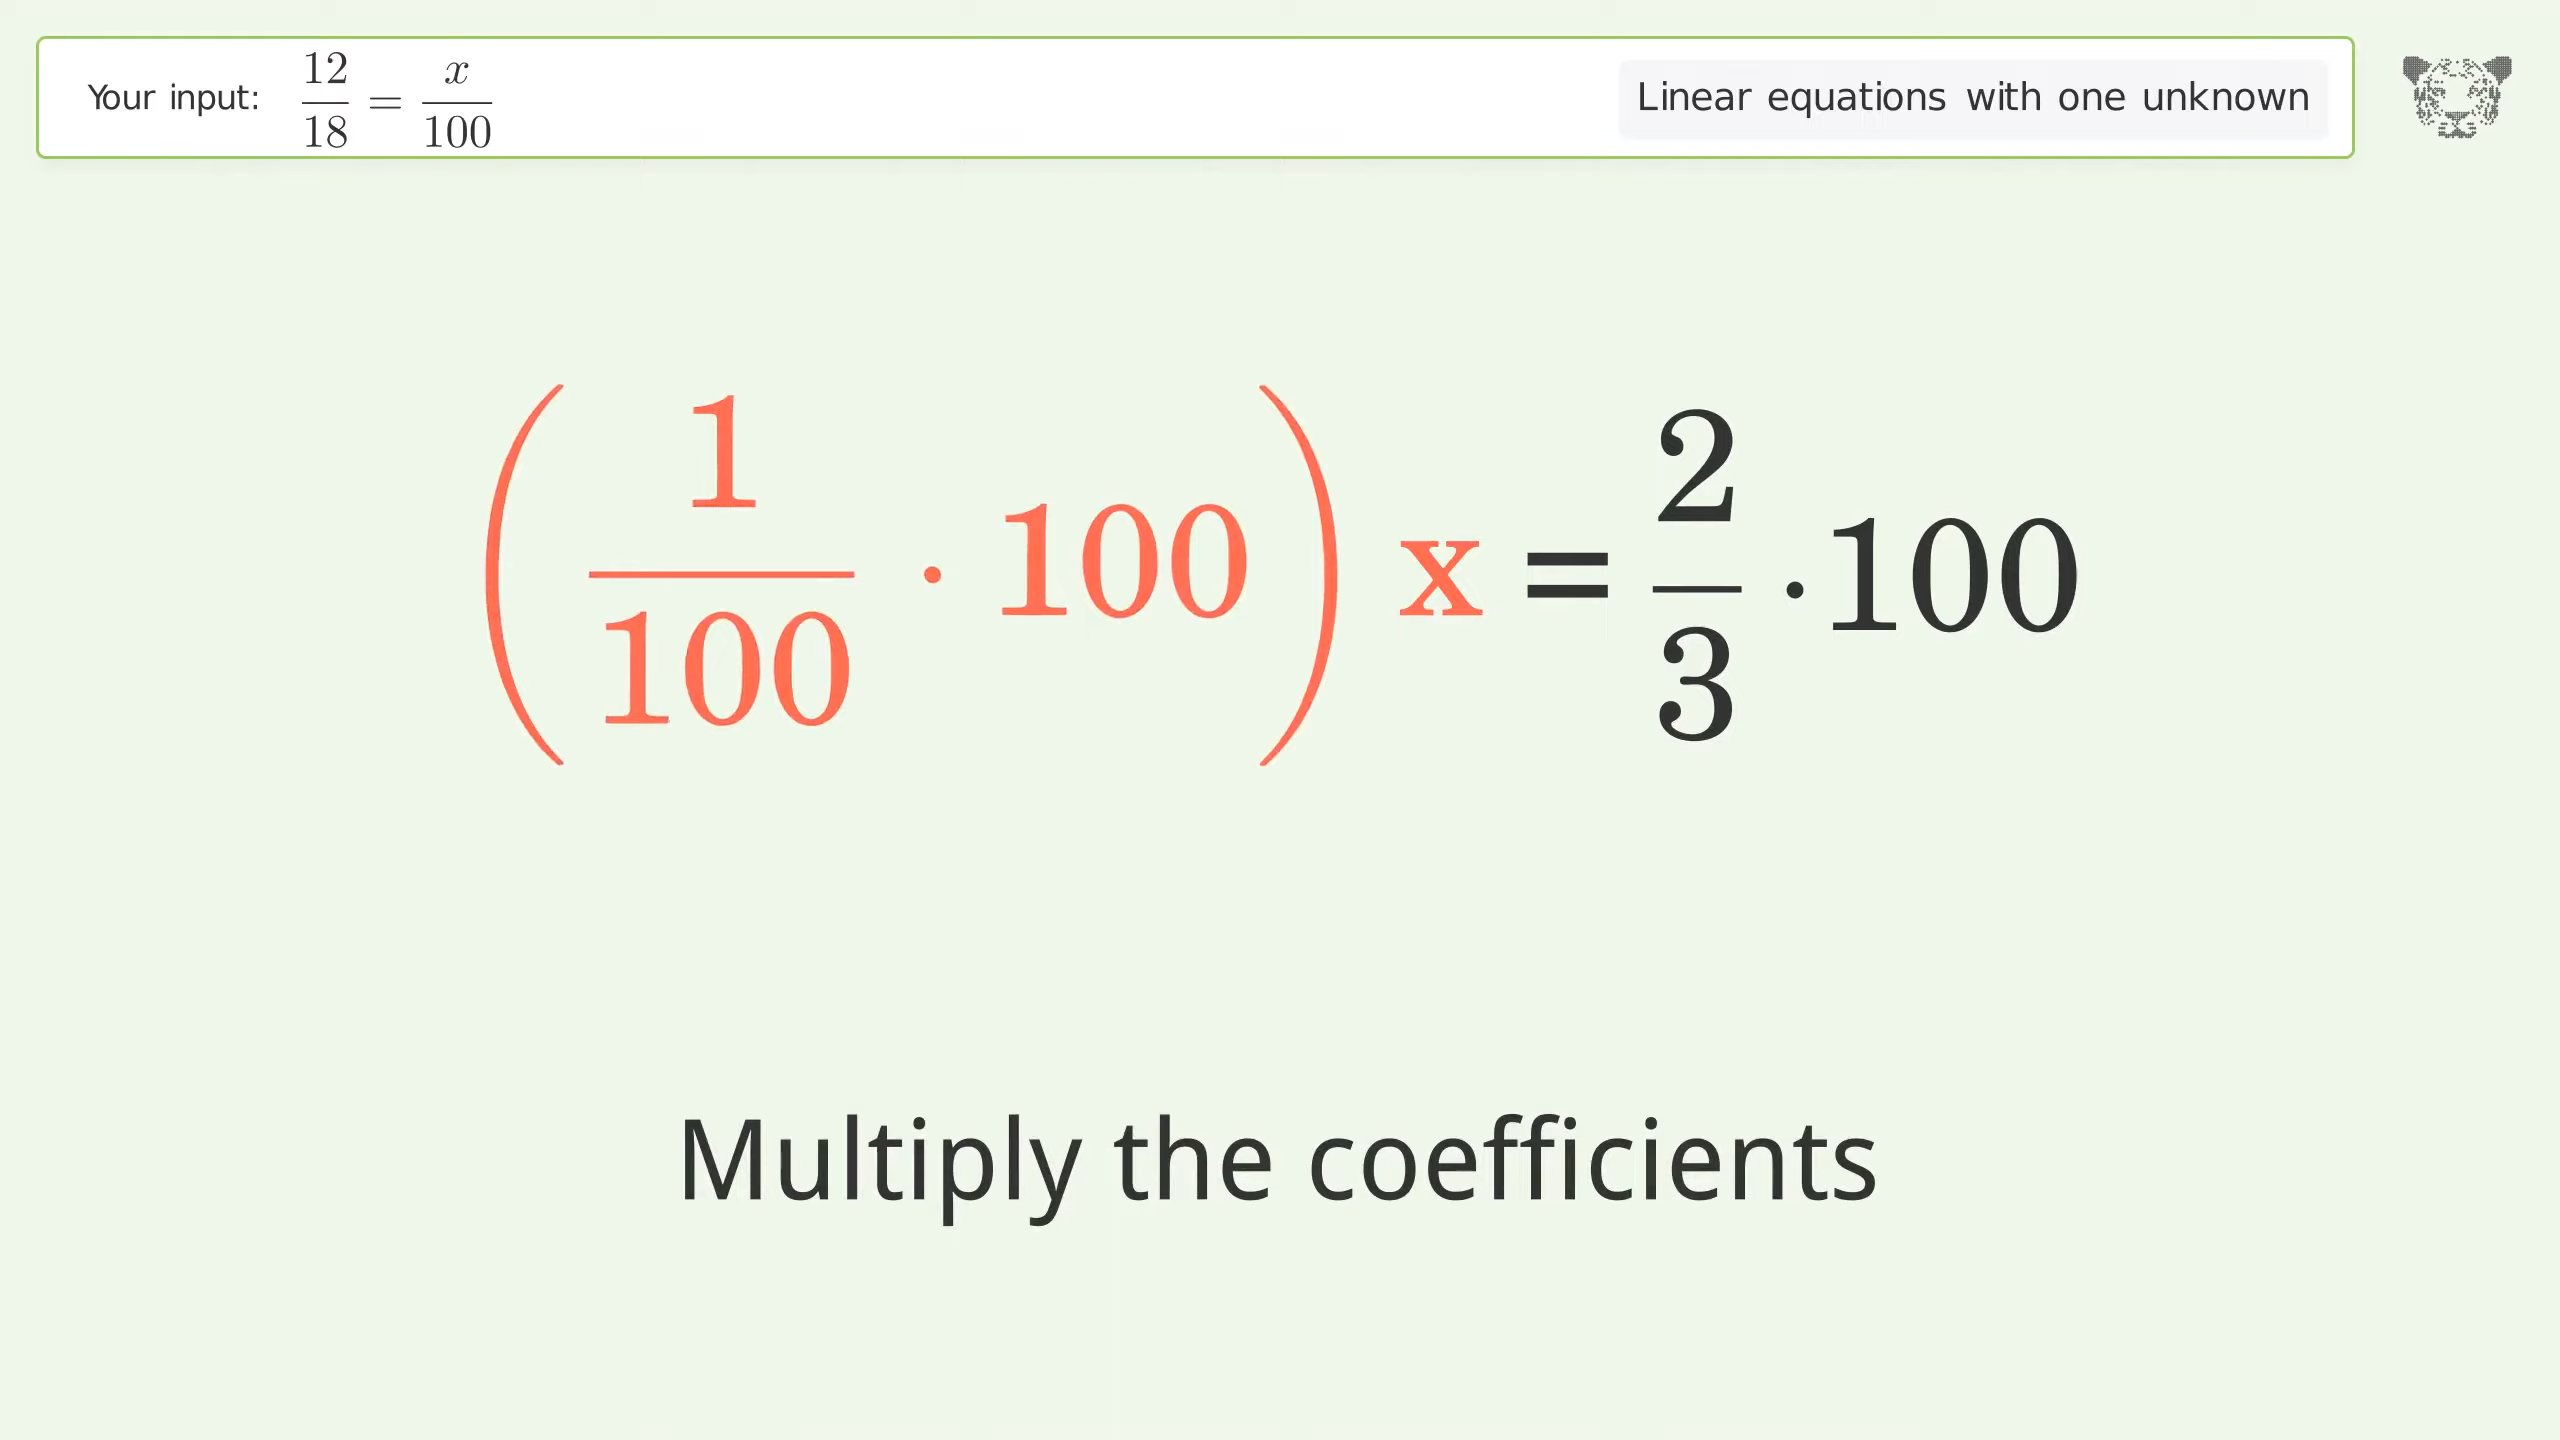 Your input: 12/18 = x/100
Linear equations with one unknown
(1/100 · 100) x = 2/3 · 100
Multiply the coefficients